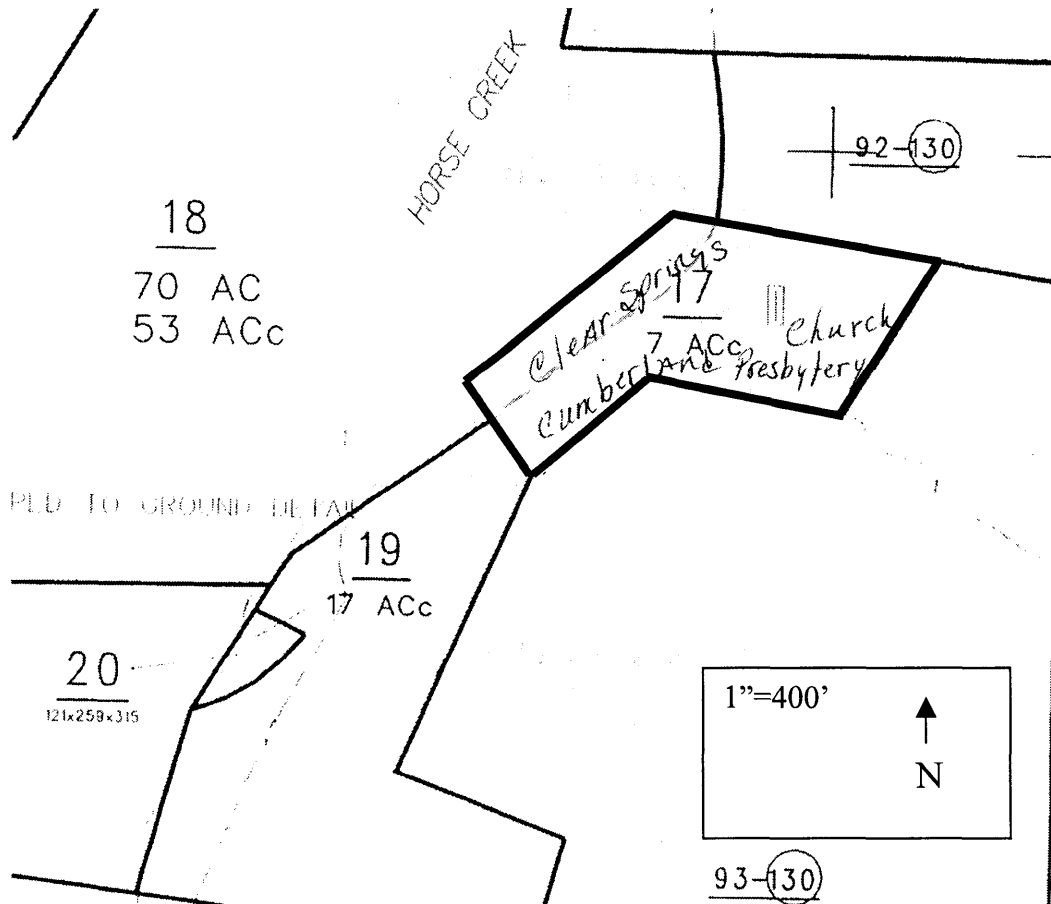 HORSE CREEK
92-130
18
70 AC
53 ACc
Clear Springs
17
7 ACc
Church
Cumberland Presbytery
PLD TO GROUND DETAIL
19
17 ACc
20
121x259x315
1”=400’
N
93-130